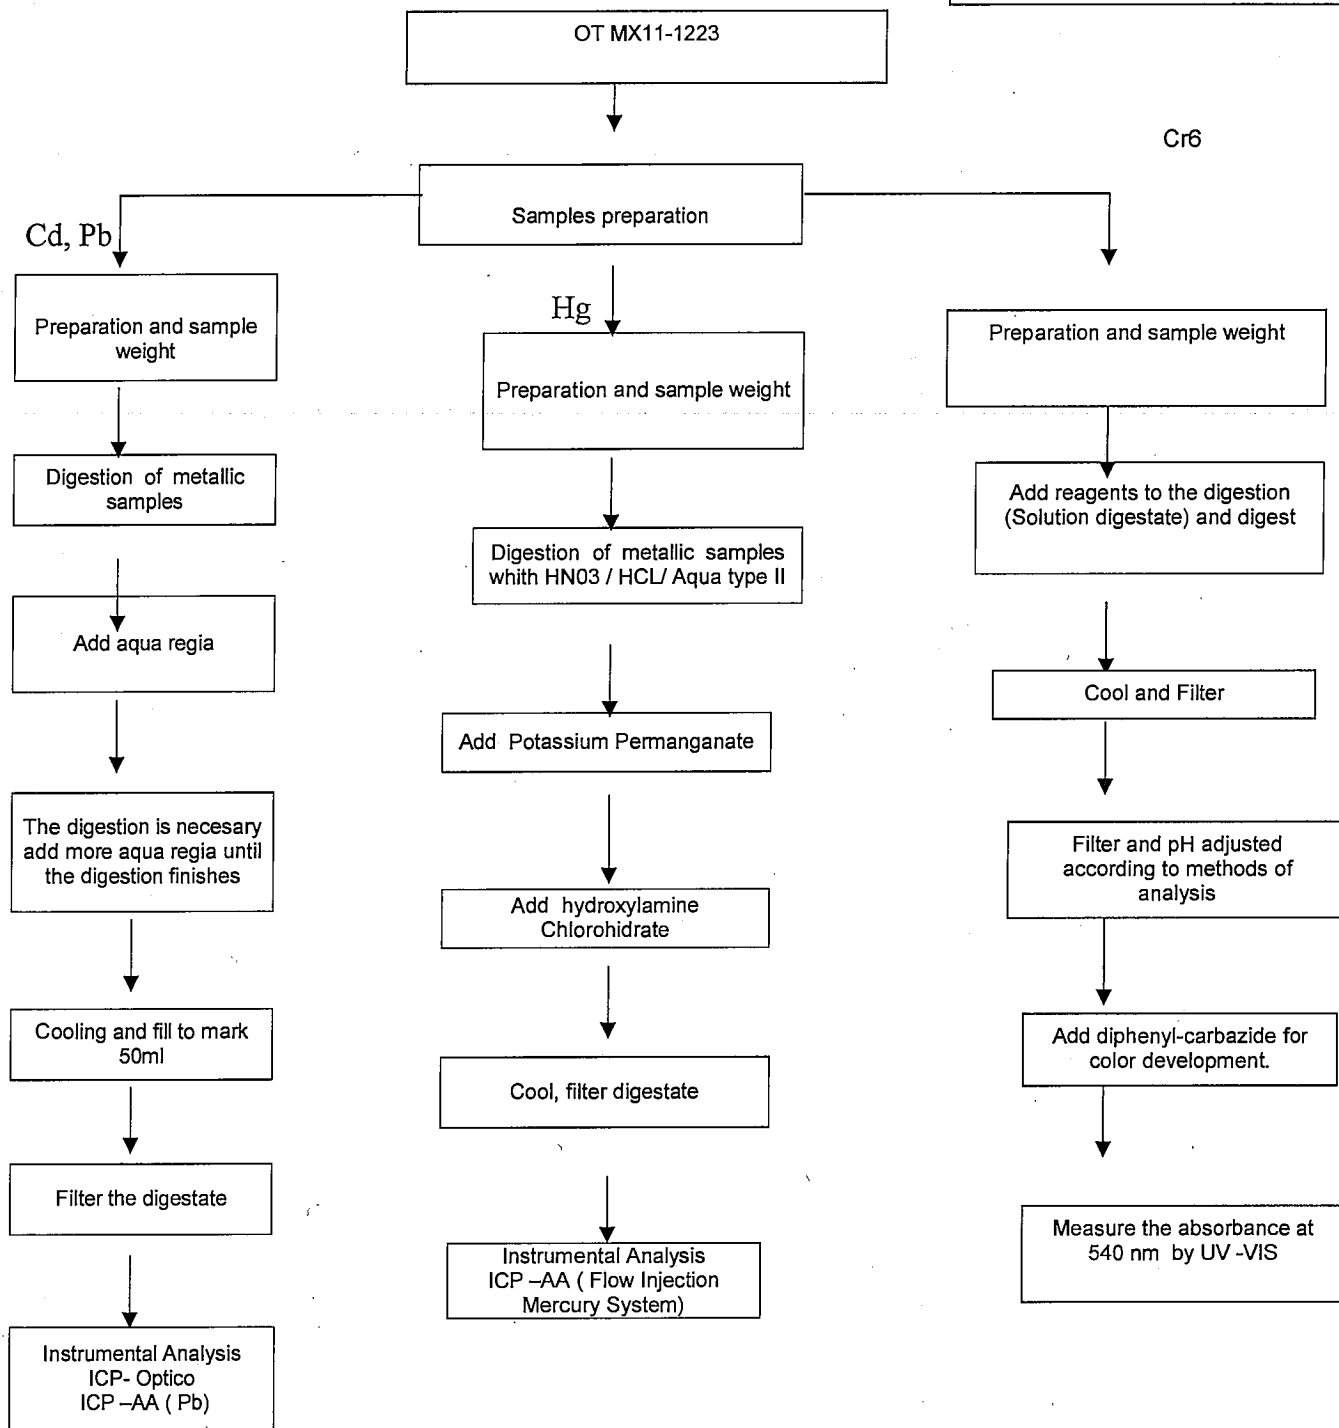 OT MX11-1223
Cr6
Samples preparation
Cd, Pb
Preparation and sample
weight
Digestion of metallic
samples
Add aqua regia
The digestion is necesary
add more aqua regia until
the digestion finishes
Cooling and fill to mark
50ml
Filter the digestate
Instrumental Analysis
ICP- Optico
ICP –AA ( Pb)
Hg
Preparation and sample weight
Digestion of metallic samples
whith HN03 / HCL/ Aqua type II
Add Potassium Permanganate
Add hydroxylamine
Chlorohidrate
Cool, filter digestate
Instrumental Analysis
ICP –AA ( Flow Injection
Mercury System)
Preparation and sample weight
Add reagents to the digestion
(Solution digestate) and digest
Cool and Filter
Filter and pH adjusted
according to methods of
analysis
Add diphenyl-carbazide for
color development.
Measure the absorbance at
540 nm by UV -VIS